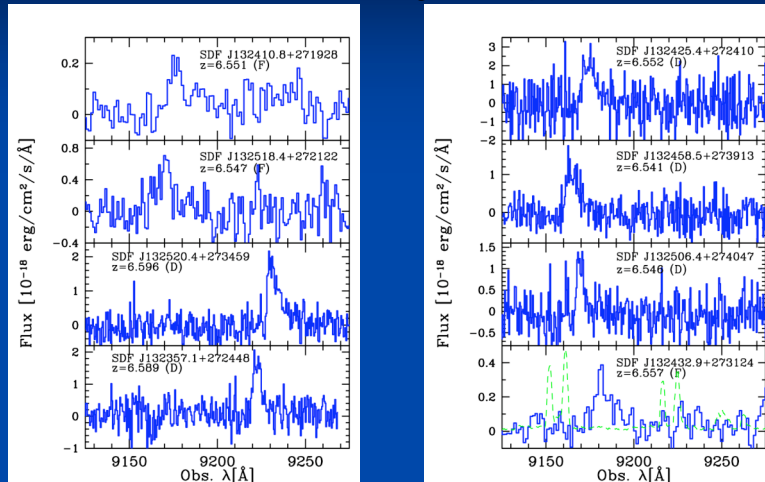 SDF J132410.8+271928
z=6.551 (F)
0.2
0
SDF J132518.4+272122
z=6.547 (F)
0.8
0.4
0
−0.4
SDF J132520.4+273459
z=6.596 (D)
2
1
0
SDF J132357.1+272448
z=6.589 (D)
2
1
0
−1
9150 9200 9250
Obs. λ[Å]
Flux [10⁻¹⁸ erg/cm²/s/Å]
SDF J132425.4+272410
z=6.552 (D)
3
2
1
0
−1
−2
SDF J132458.5+273913
z=6.541 (D)
1
0
SDF J132506.4+274047
z=6.546 (D)
1.5
1
0.5
0
−0.5
SDF J132432.9+273124
z=6.557 (F)
0.4
0.2
0
9150 9200 9250
Obs. λ[Å]
Flux [10⁻¹⁸ erg/cm²/s/Å]